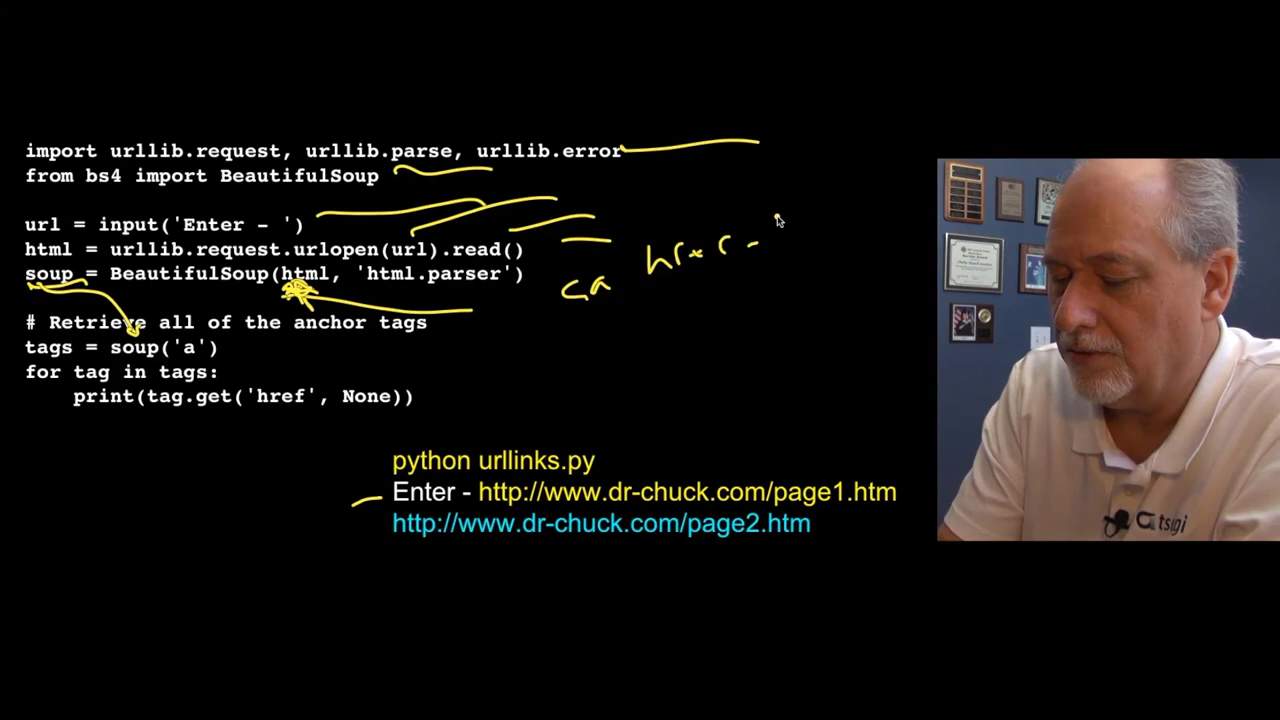 import urllib.request, urllib.parse, urllib.error
from bs4 import BeautifulSoup
url = input('Enter - ')
html = urllib.request.urlopen(url).read()
soup = BeautifulSoup(html, 'html.parser')
# Retrieve all of the anchor tags
tags = soup('a')
for tag in tags:
    print(tag.get('href', None))
python urllinks.py
Enter - http://www.dr-chuck.com/page1.htm
http://www.dr-chuck.com/page2.htm